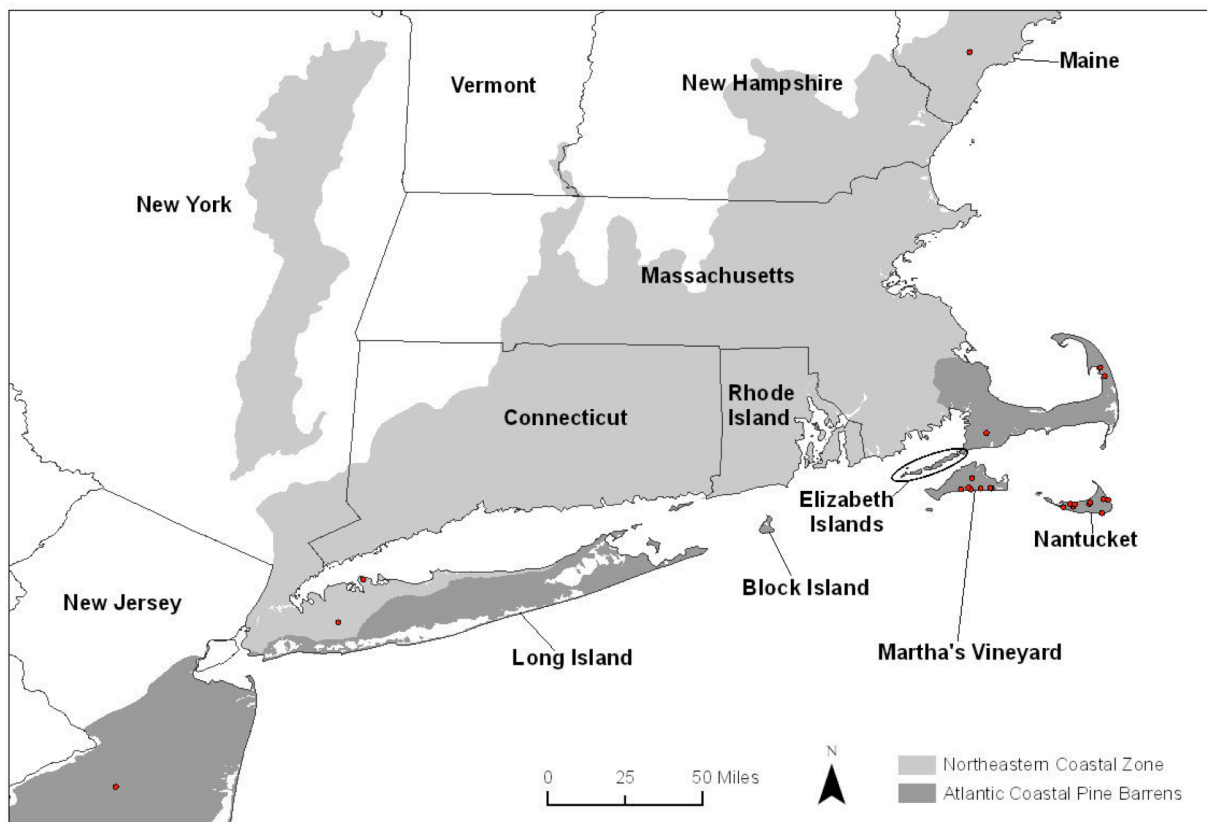 Maine
Vermont
New Hampshire
New York
Massachusetts
Rhode
Island
Connecticut
Elizabeth
Islands
Nantucket
Block Island
New Jersey
Long Island
Martha's Vineyard
N
0 25 50 Miles
Northeastern Coastal Zone
Atlantic Coastal Pine Barrens